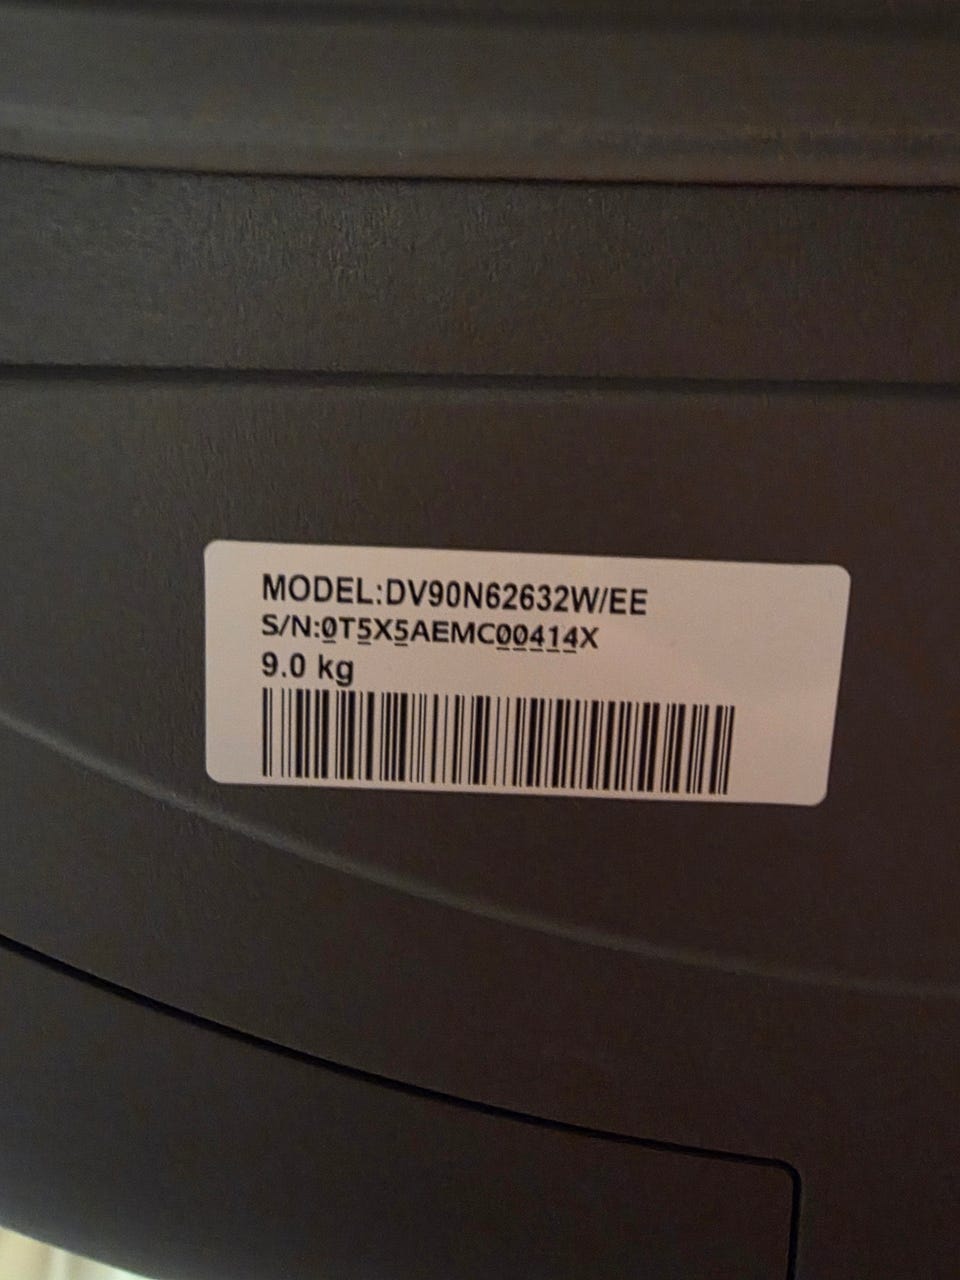 MODEL:DV90N62632W/EE
S/N:0T5X5AEMC00414X
9.0 kg